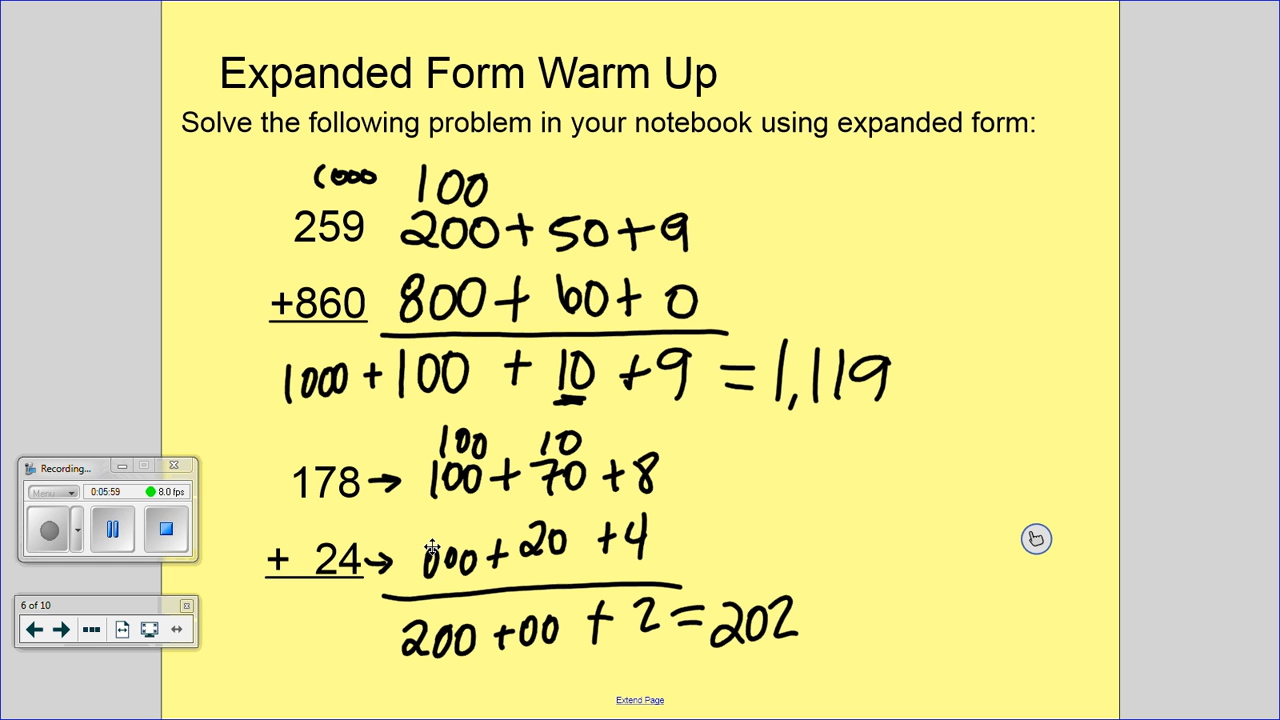 Expanded Form Warm Up
Solve the following problem in your notebook using expanded form:
1000 100
259 200 + 50 + 9
+860 800 + 60 + 0
1000 + 100 + 10 + 9 = 1,119
100 10
178 → 100 + 70 + 8
+ 24 → 000 + 20 + 4
200 + 00 + 2 = 202
Extend Page
Recording...
Menu
0:05:59 8.0 fps
6 of 10